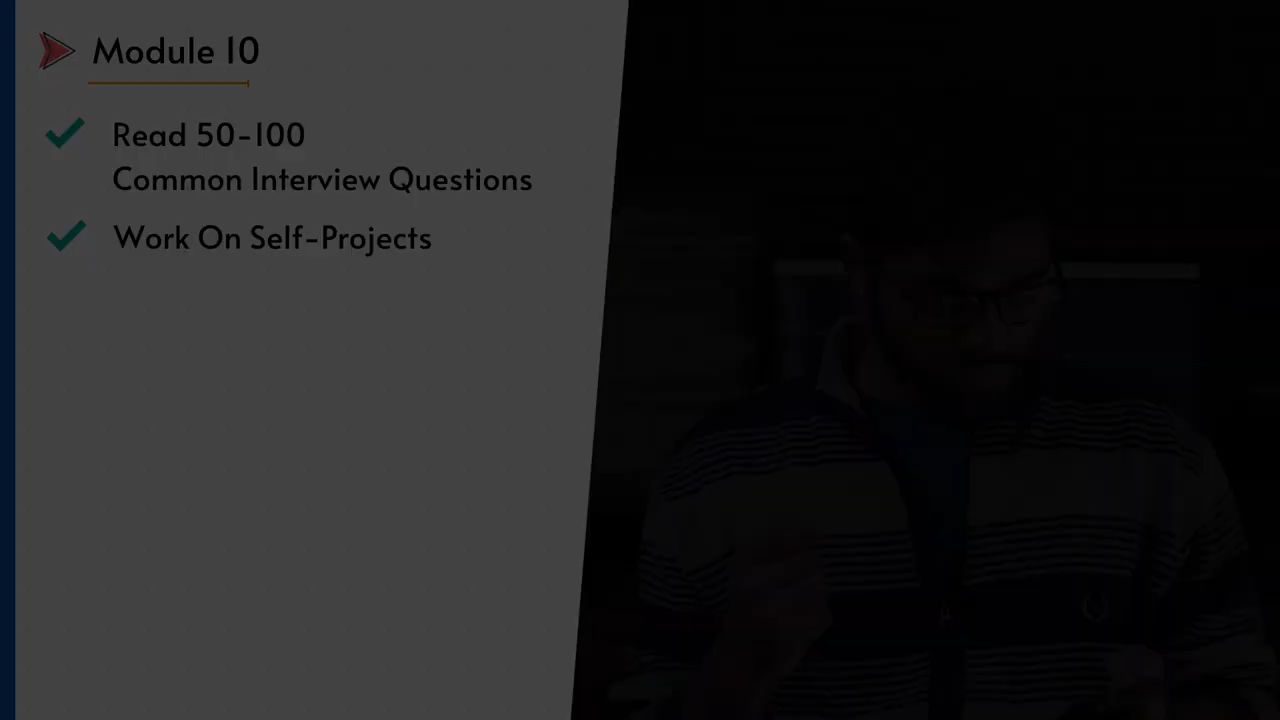 Module 10
Read 50-100
Common Interview Questions
Work On Self-Projects